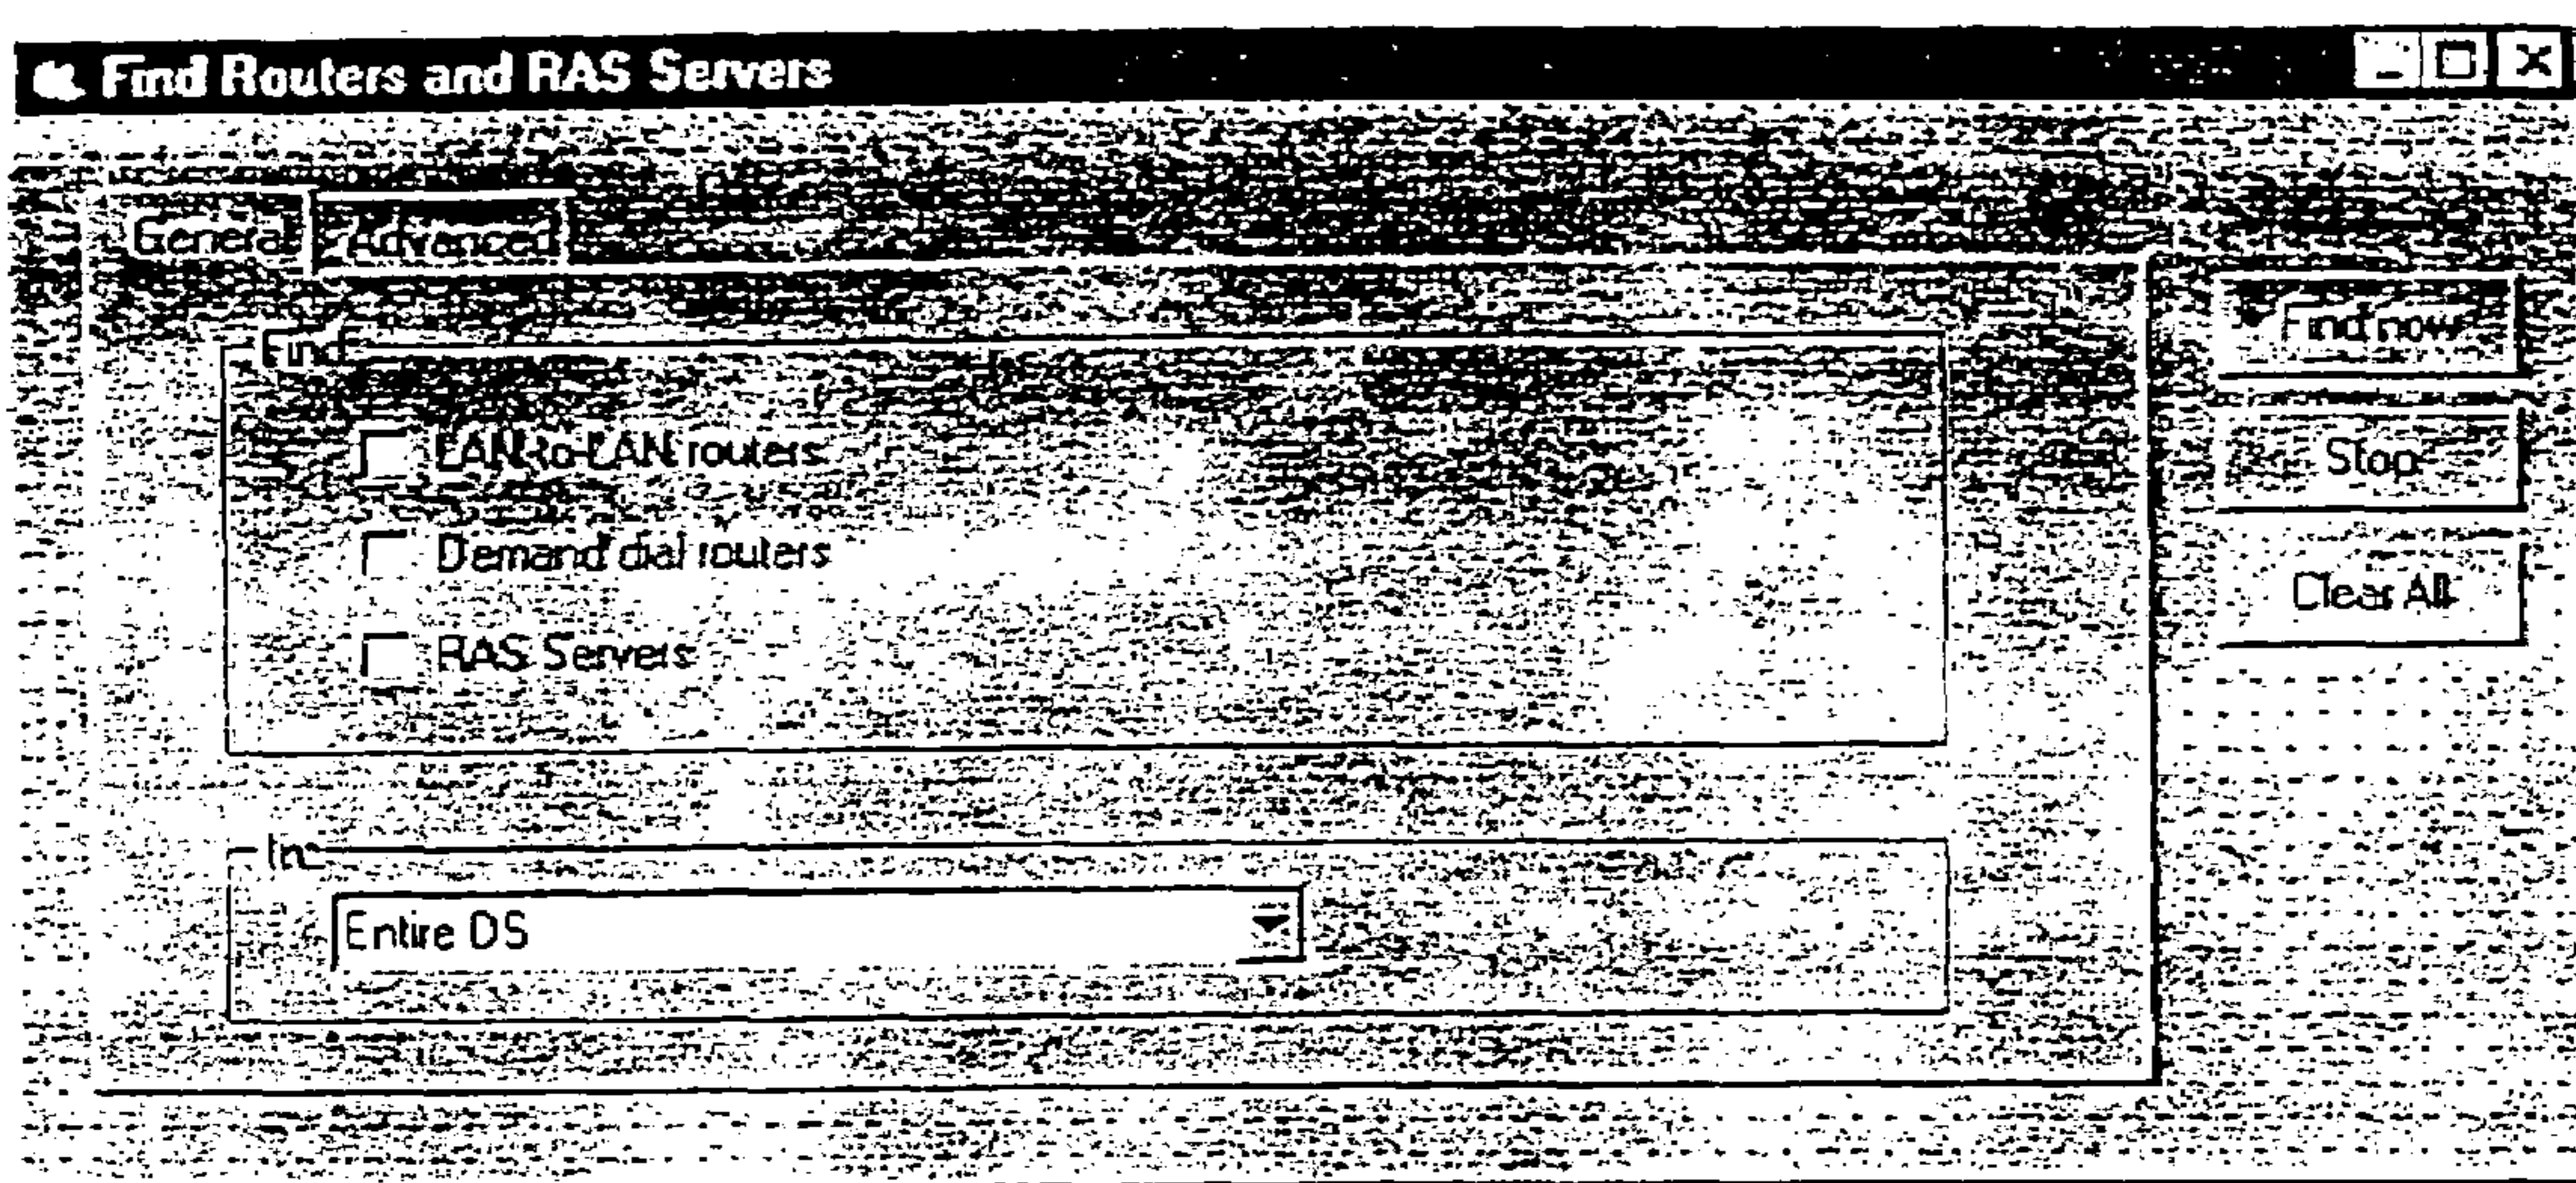 Find Routers and RAS Servers
General Advanced
Find
LAN-to-LAN routers
Demand dial routers
RAS Servers
In
Entire DS
Find now
Stop
Clear All